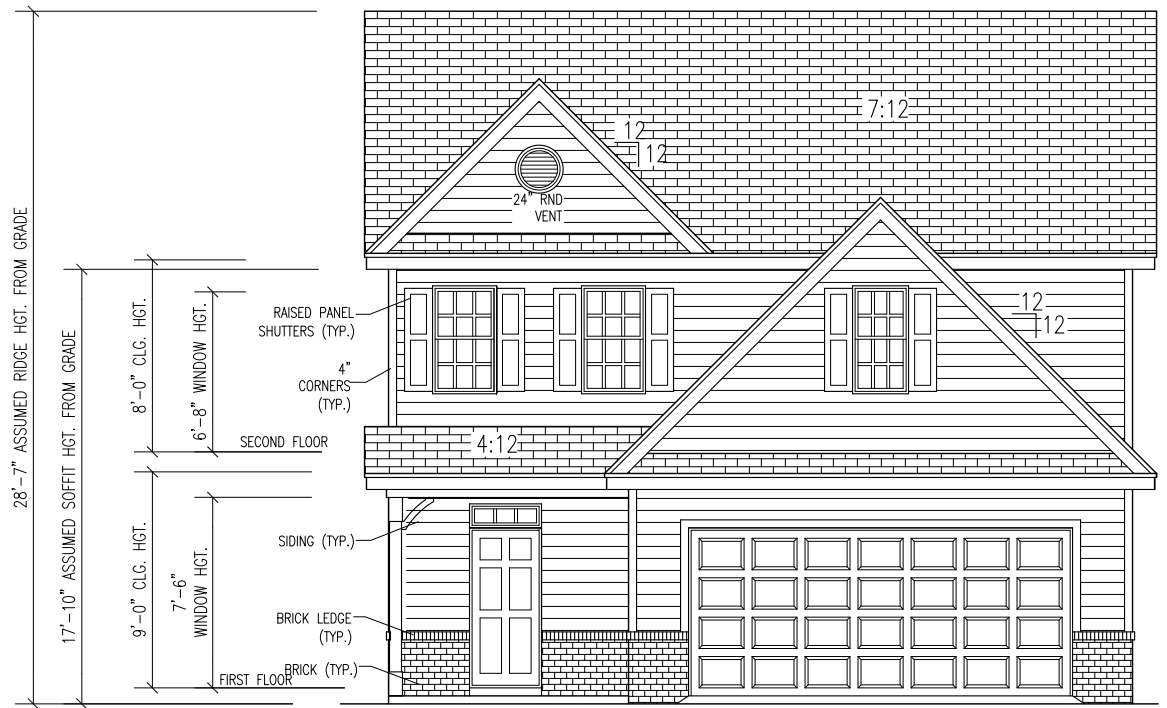 28'-7" ASSUMED RIDGE HGT. FROM GRADE
17'-10" ASSUMED SOFFIT HGT. FROM GRADE
8'-0" CLG. HGT.
6'-8" WINDOW HGT.
9'-0" CLG. HGT.
7'-6"
WINDOW HGT.
7:12
12
12
24" RND
VENT
RAISED PANEL
SHUTTERS (TYP.)
12
12
4"
CORNERS
(TYP.)
SECOND FLOOR
4:12
SIDING (TYP.)
BRICK LEDGE
(TYP.)
BRICK (TYP.)
FIRST FLOOR